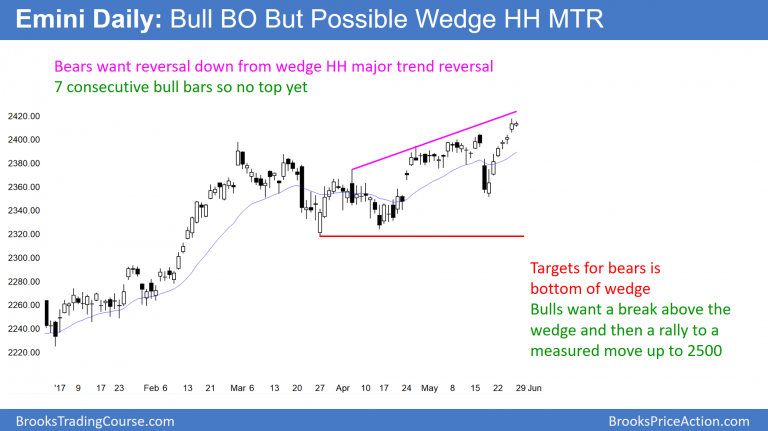 Emini Daily: Bull BO But Possible Wedge HH MTR
Bears want reversal down from wedge HH major trend reversal
7 consecutive bull bars so no top yet
2420.00
2400.00
2380.00
2360.00
2340.00
2320.00
2300.00
2280.00
2260.00
2240.00
2220.00
Targets for bears is
bottom of wedge
Bulls want a break above the
wedge and then a rally to a
measured move up to 2500
'17 9 17 23 Feb 6 13 21 Mar 6 13 20 27 Apr 10 17 24 May 8 15 22 29 Jun
BrooksTradingCourse.com BrooksPriceAction.com